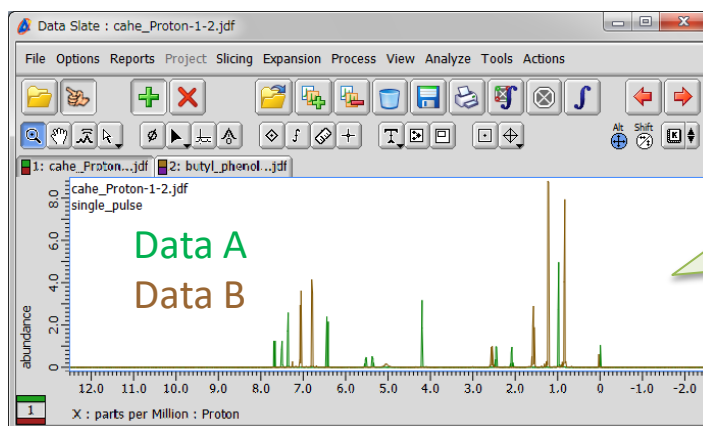 Data Slate : cahe_Proton-1-2.jdf
File Options Reports Project Slicing Expansion Process View Analyze Tools Actions
Alt Shift
1: cahe_Proton...jdf 2: butyl_phenol...jdf
cahe_Proton-1-2.jdf
single_pulse
Data A
Data B
abundance
8.0
6.0
4.0
2.0
0
12.0 11.0 10.0 9.0 8.0 7.0 6.0 5.0 4.0 3.0 2.0 1.0 0 -1.0 -2.0
1
X : parts per Million : Proton